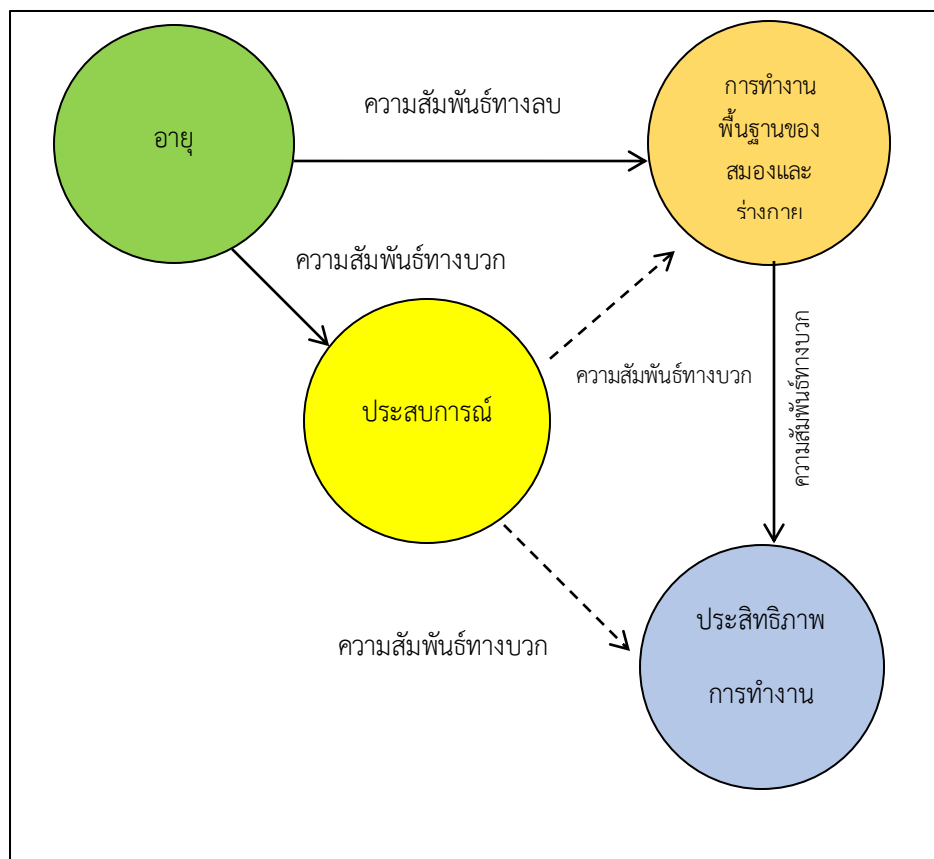 อายุ
ความสัมพันธ์ทางลบ
การทำงาน
พื้นฐานของ
สมองและ
ร่างกาย
ความสัมพันธ์ทางบวก
ประสบการณ์
ความสัมพันธ์ทางบวก
ความสัมพันธ์ทางบวก
ความสัมพันธ์ทางบวก
ประสิทธิภาพ
การทำงาน